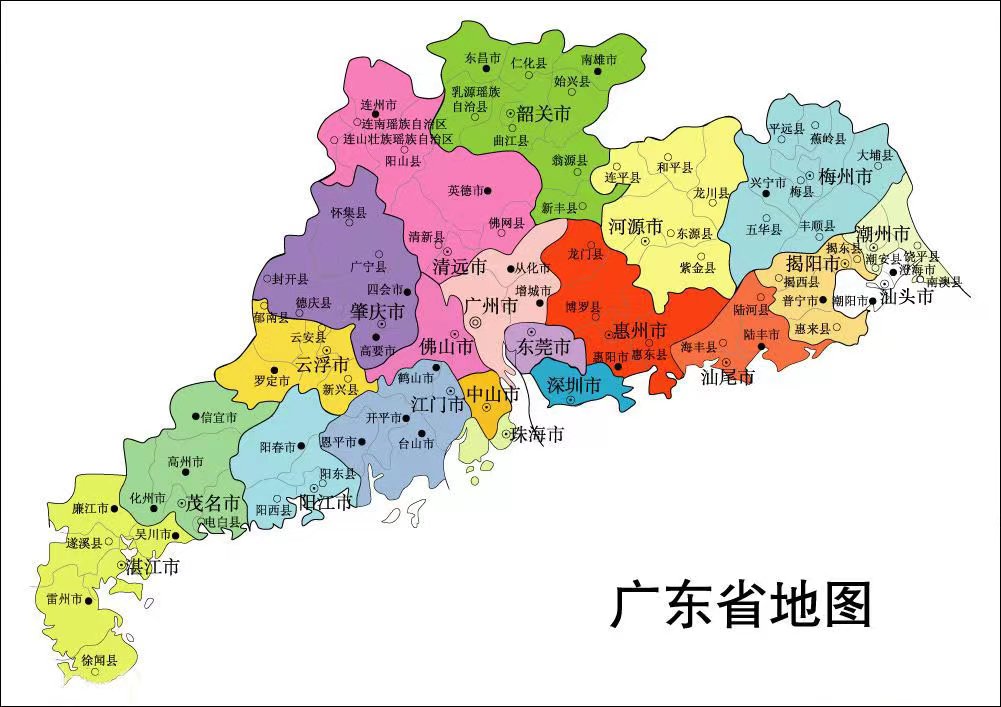 东昌市
仁化县
南雄市
乳源瑶族
自治县
始兴县
韶关市
曲江县
翁源县
新丰县
连州市
连南瑶族自治区
连山壮族瑶族自治区
阳山县
英德市
佛网县
清新县
清远市
连平县
和平县
龙川县
河源市
东源县
紫金县
平远县
蕉岭县
大埔县
兴宁市
梅县
梅州市
五华县
丰顺县
潮州市
潮安县
饶平县
揭东县
揭阳市
揭西县
普宁市
惠来县
澄海市
南澳县
潮阳市
汕头市
怀集县
广宁县
封开县
德庆县
四会市
肇庆市
高要市
郁南县
云安县
云浮市
罗定市
新兴县
从化市
增城市
广州市
佛山市
龙门县
博罗县
惠州市
惠阳市
惠东县
东莞市
深圳市
陆河县
海丰县
陆丰市
汕尾市
鹤山市
江门市
开平市
恩平市
台山市
中山市
珠海市
信宜市
高州市
化州市
茂名市
电白县
阳春市
阳东县
阳西县
阳江市
廉江市
吴川市
遂溪县
湛江市
雷州市
徐闻县
广东省地图